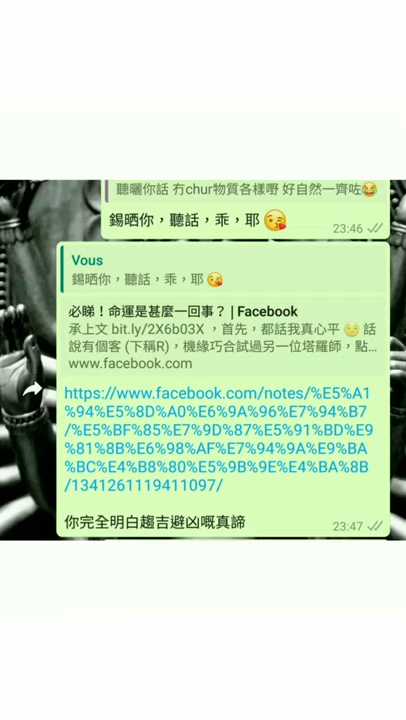 聽曬你話 冇chur物質各樣嘢 好自然一齊咗😂
錫晒你，聽話，乖，耶 😘
23:46
Vous
錫晒你，聽話，乖，耶 😘
必睇！命運是甚麼一回事？ | Facebook
承上文 bit.ly/2X6b03X ，首先，都話我真心平 😏 話
說有個客 (下稱R)，機緣巧合試過另一位塔羅師，點...
www.facebook.com
https://www.facebook.com/notes/%E5%A1
%94%E5%8D%A0%E6%9A%96%E7%94%B7
/%E5%BF%85%E7%9D%87%E5%91%BD%E9
%81%8B%E6%98%AF%E7%94%9A%E9%BA
%BC%E4%B8%80%E5%9B%9E%E4%BA%8B
/1341261119411097/
你完全明白趨吉避凶嘅真諦
23:47